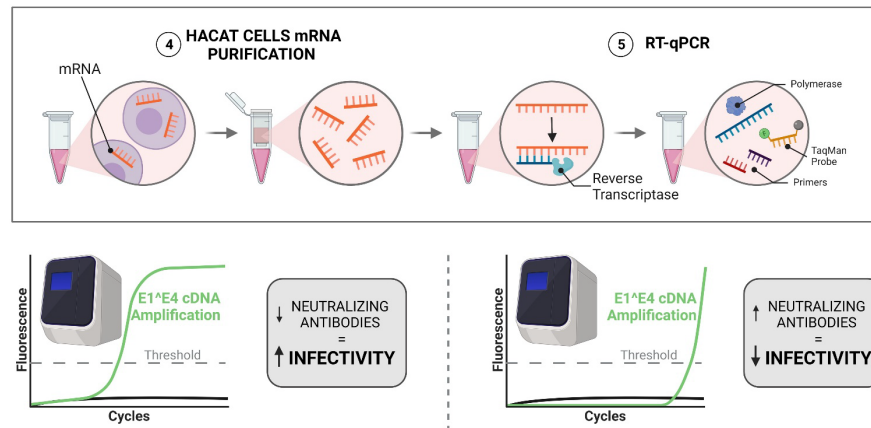 4
HACAT CELLS mRNA
PURIFICATION
5
RT-qPCR
mRNA
Polymerase
TaqMan
Probe
Primers
Reverse
Transcriptase
Fluorescence
E1^E4 cDNA
Amplification
Threshold
Cycles
↓ NEUTRALIZING
ANTIBODIES
=
↑ INFECTIVITY
Fluorescence
E1^E4 cDNA
Amplification
Threshold
Cycles
↑ NEUTRALIZING
ANTIBODIES
=
↓ INFECTIVITY